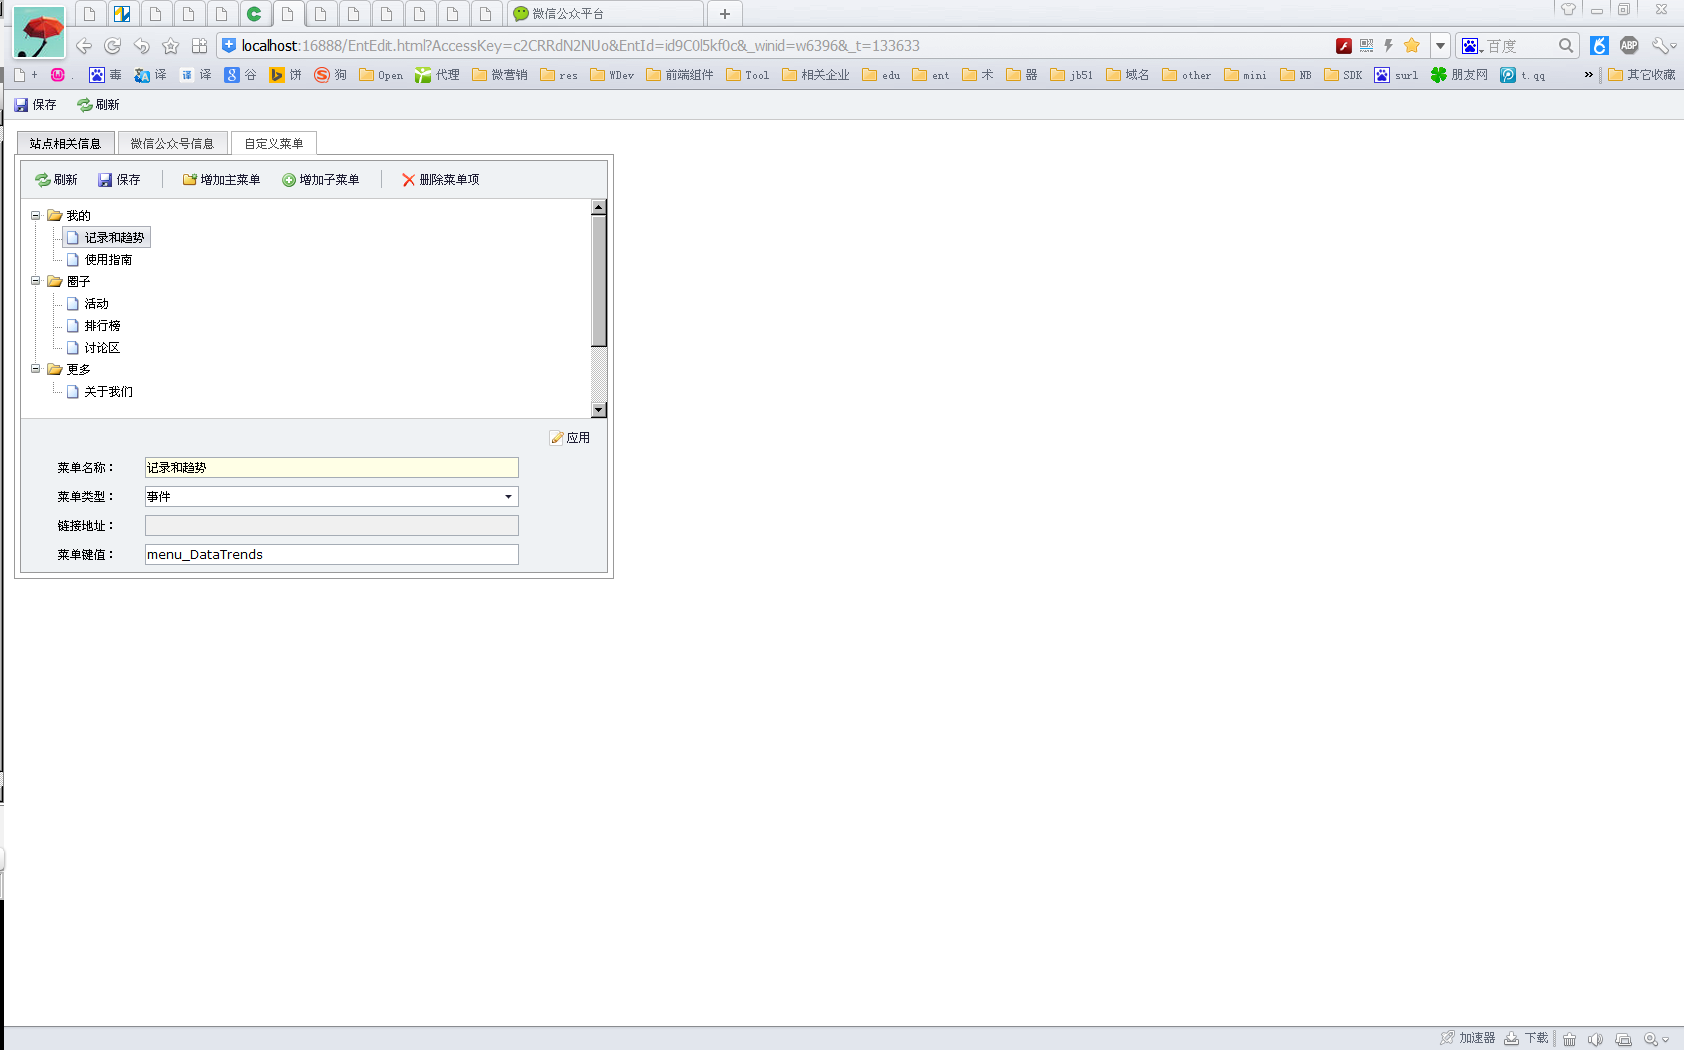 微信公众平台
localhost:16888/EntEdit.html?AccessKey=c2CRRdN2NUo&EntId=id9C0l5kf0c&_winid=w6396&_t=133633
百度
ABP
+ . 毒 译 译 谷 饼 狗 Open 代理 微营销 res WDev 前端组件 Tool 相关企业 edu ent 术 器 jb51 域名 other mini NB SDK surl 朋友网 t.qq » 其它收藏
保存 刷新
站点相关信息 微信公众号信息 自定义菜单
刷新 保存 增加主菜单 增加子菜单 删除菜单项
我的
记录和趋势
使用指南
圈子
活动
排行榜
讨论区
更多
关于我们
应用
菜单名称： 记录和趋势
菜单类型： 事件
链接地址：
菜单键值： menu_DataTrends
加速器 下载